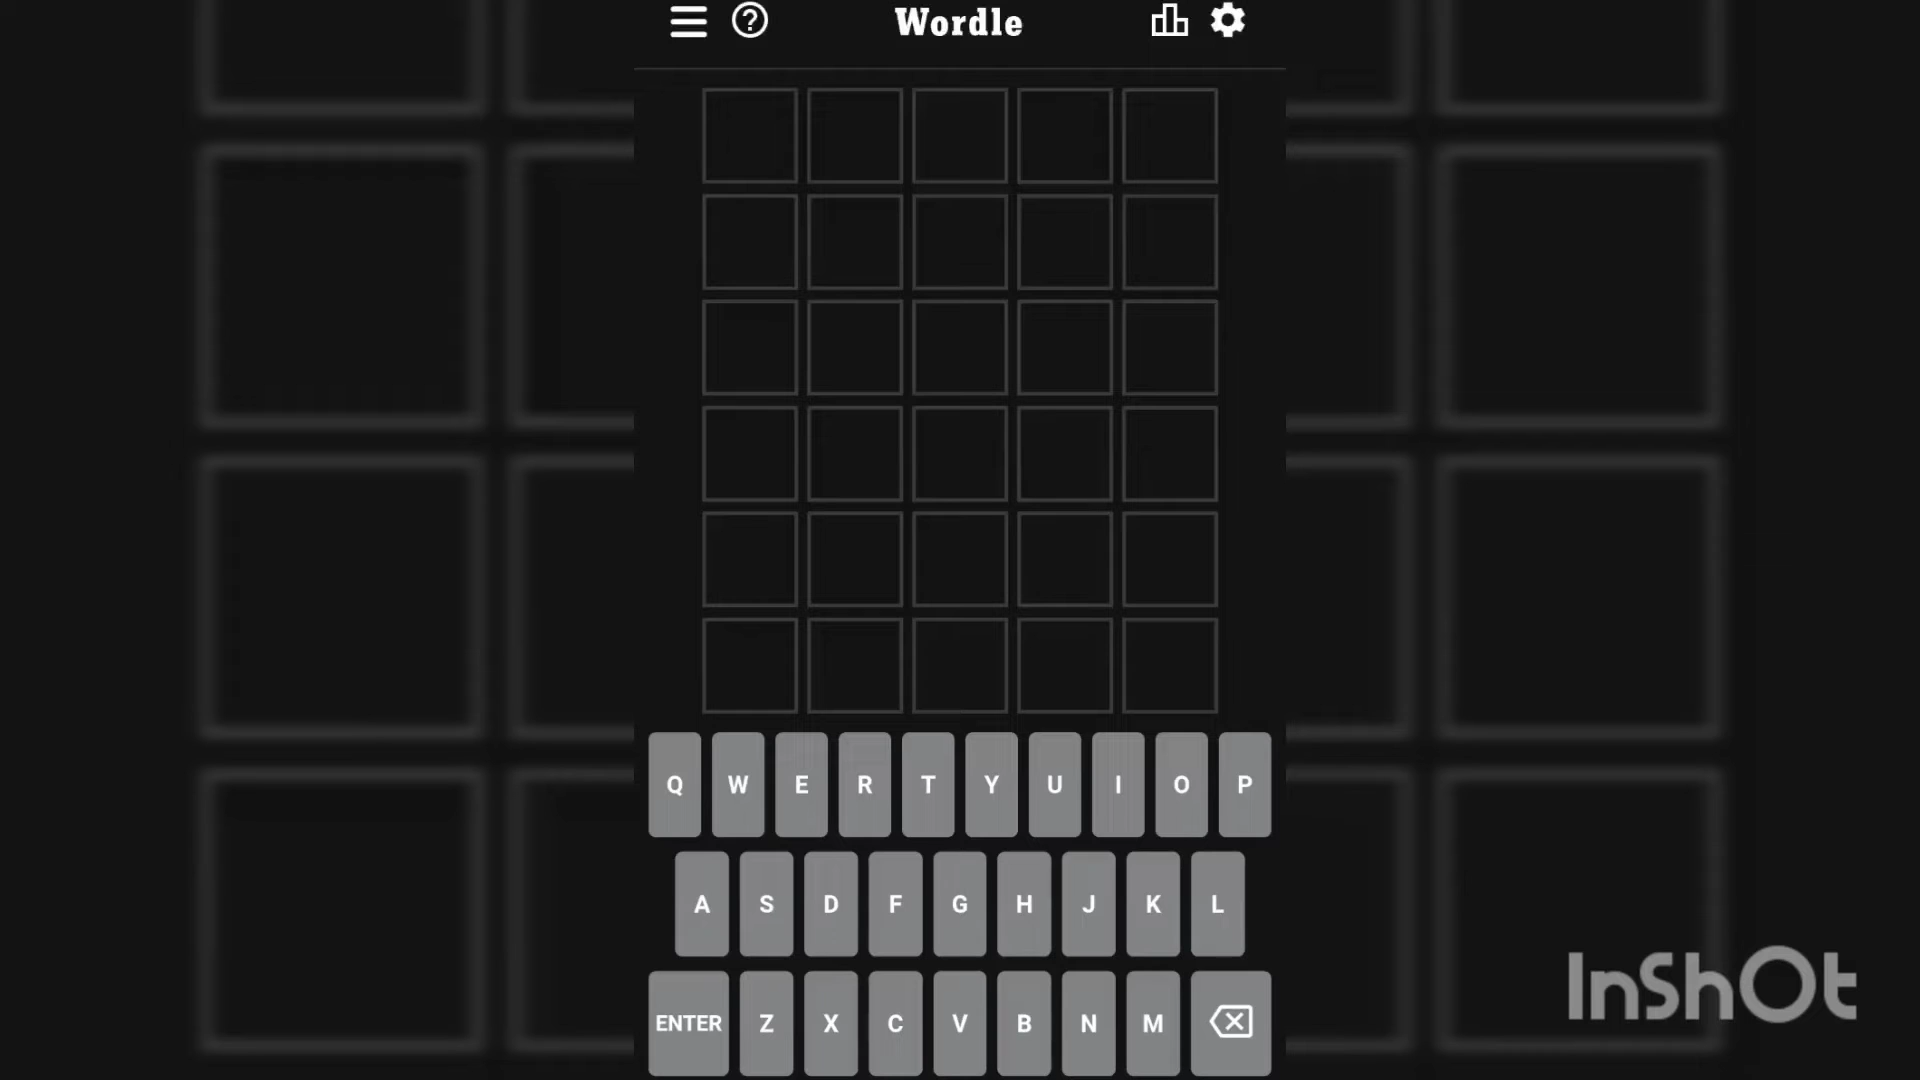 Wordle
Q W E R T Y U I O P
A S D F G H J K L
ENTER Z X C V B N M
InShOt